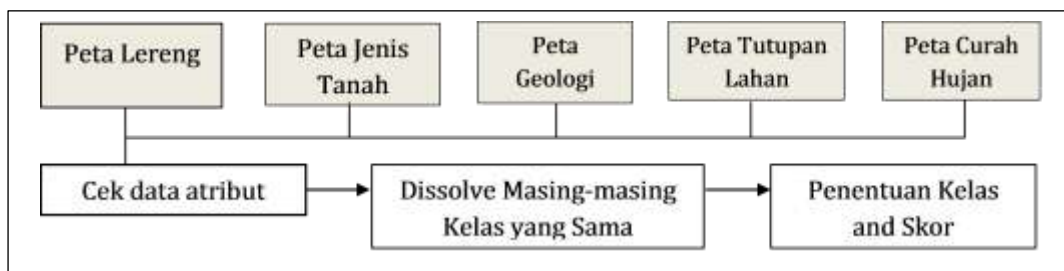 Peta Lereng
Peta Jenis
Tanah
Peta
Geologi
Peta Tutupan
Lahan
Peta Curah
Hujan
Cek data atribut
Dissolve Masing-masing
Kelas yang Sama
Penentuan Kelas
and Skor